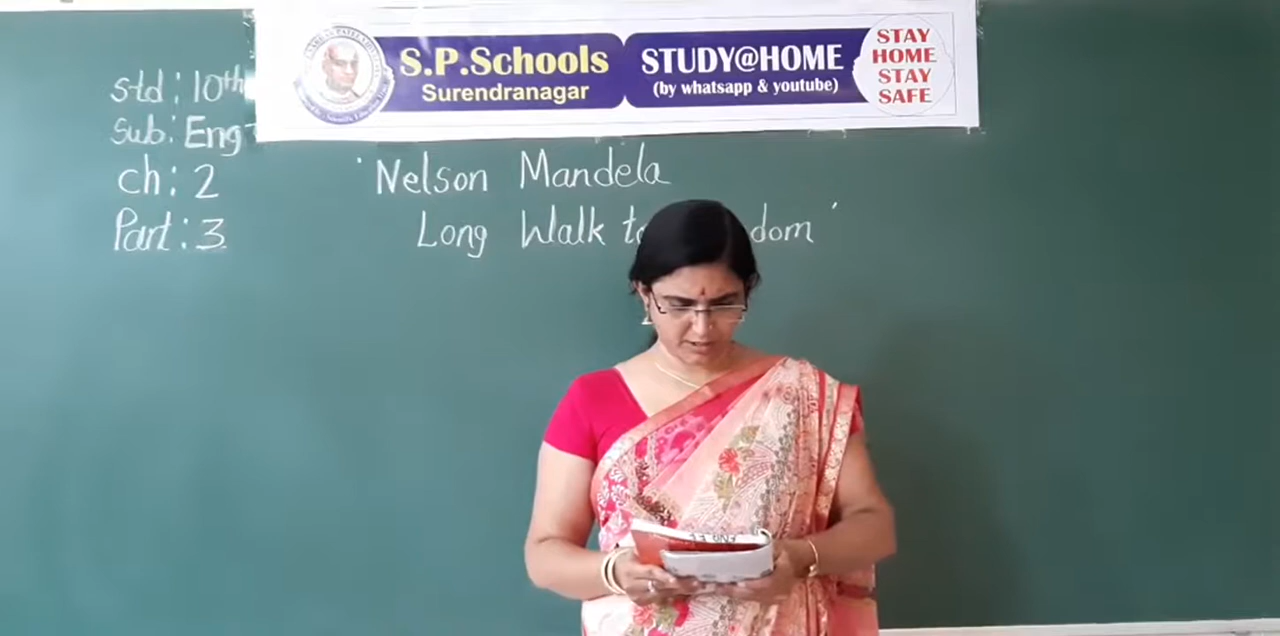 S.P.Schools
Surendranagar
STUDY@HOME
(by whatsapp & youtube)
STAY
HOME
STAY
SAFE
Std : 10th
Sub : Eng
Ch : 2
Part : 3
'Nelson Mandela
Long Walk to dom'